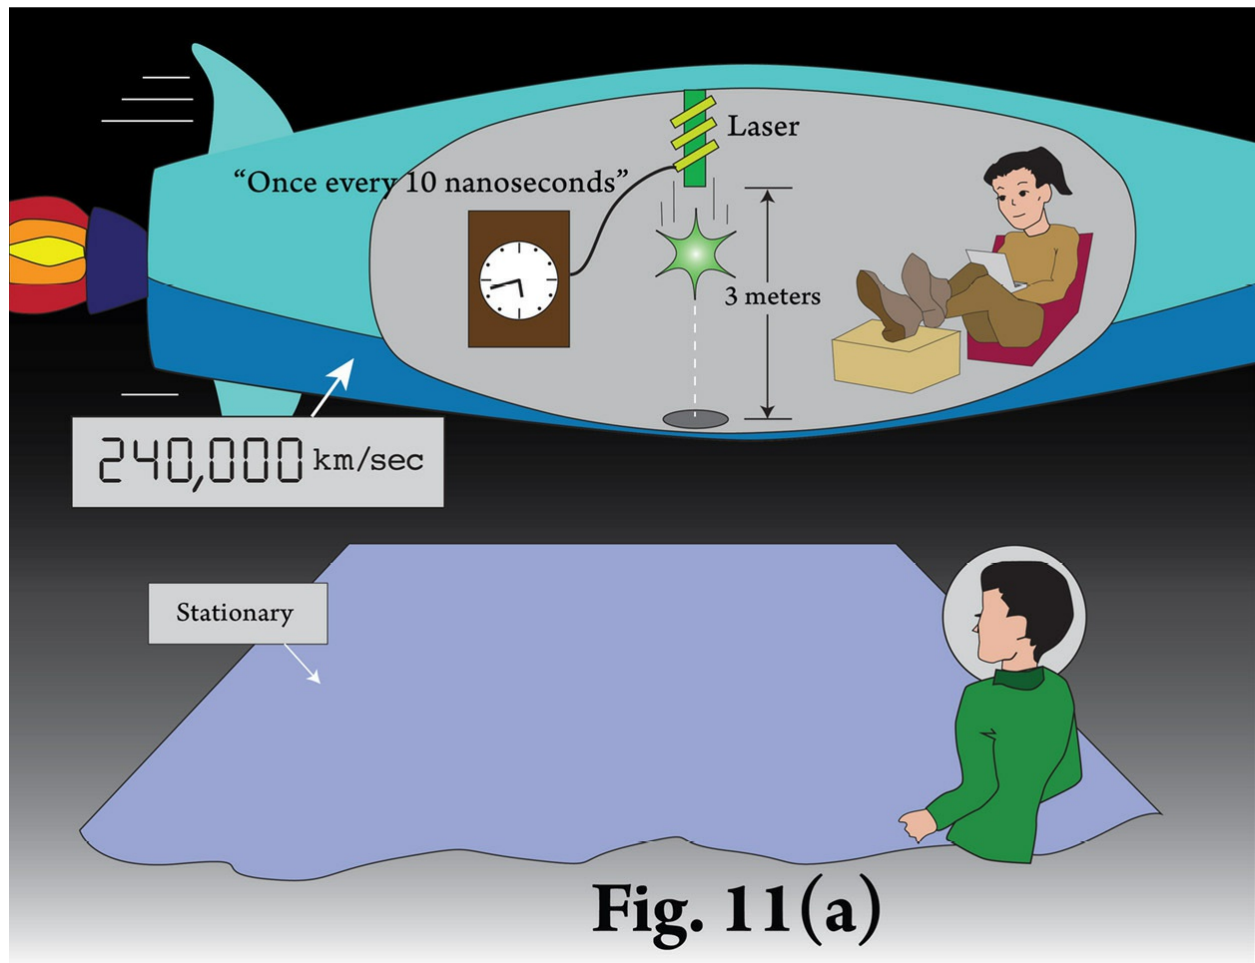 Laser
“Once every 10 nanoseconds”
3 meters
240,000 km/sec
Stationary
Fig. 11(a)